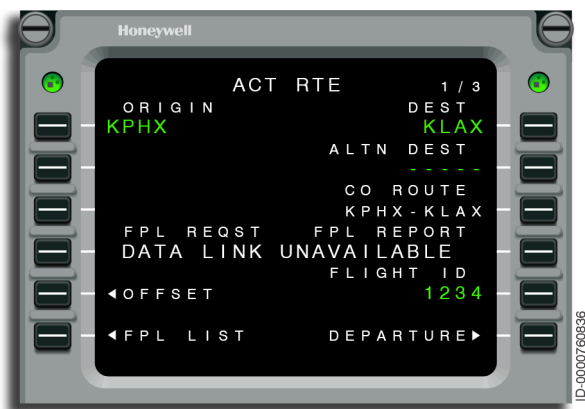 Honeywell
ACT RTE 1/3
ORIGIN DEST
KPHX KLAX
ALTN DEST
-----
CO ROUTE
KPHX-KLAX
FPL REQST FPL REPORT
DATA LINK UNAVAILABLE
FLIGHT ID
◄OFFSET 1234
◄FPL LIST DEPARTURE►
ID-0000760836